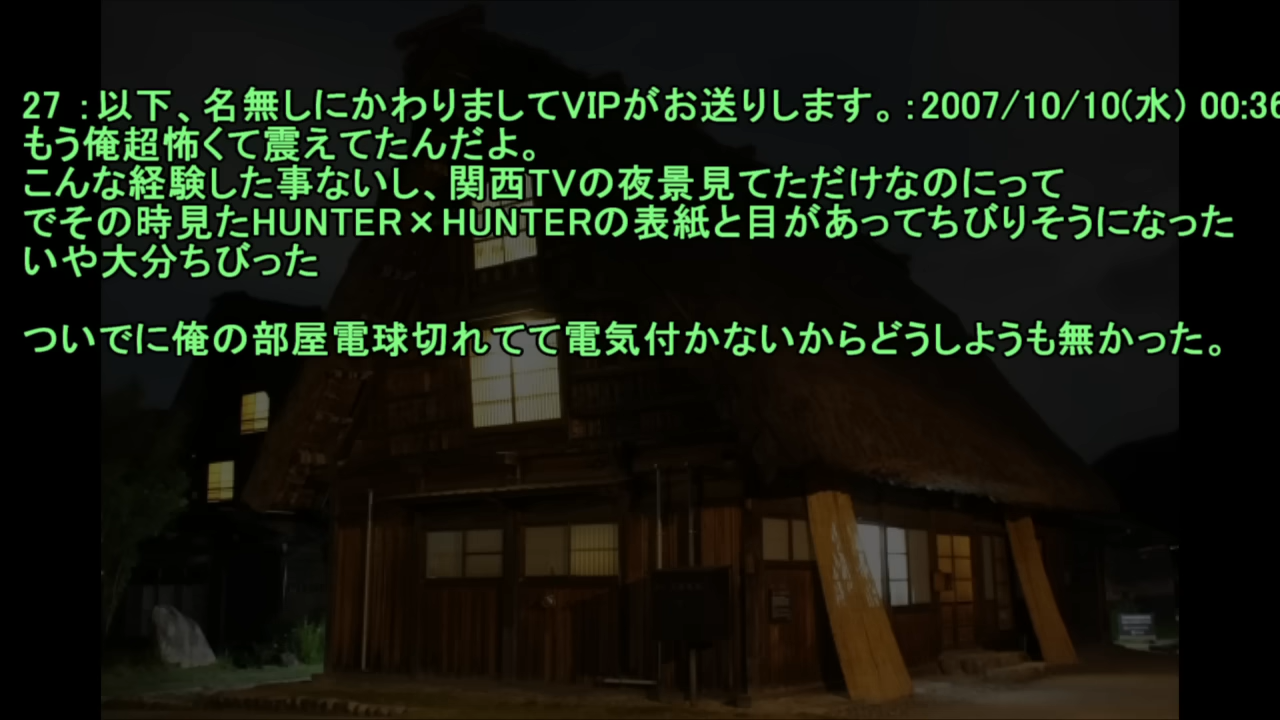 27 ：以下、名無しにかわりましてVIPがお送りします。：2007/10/10(水) 00:36
もう俺超怖くて震えてたんだよ。
こんな経験した事ないし、関西TVの夜景見てただけなのにって
でその時見たHUNTER×HUNTERの表紙と目があってちびりそうになった
いや大分ちびった
ついでに俺の部屋電球切れてて電気付かないからどうしようも無かった。